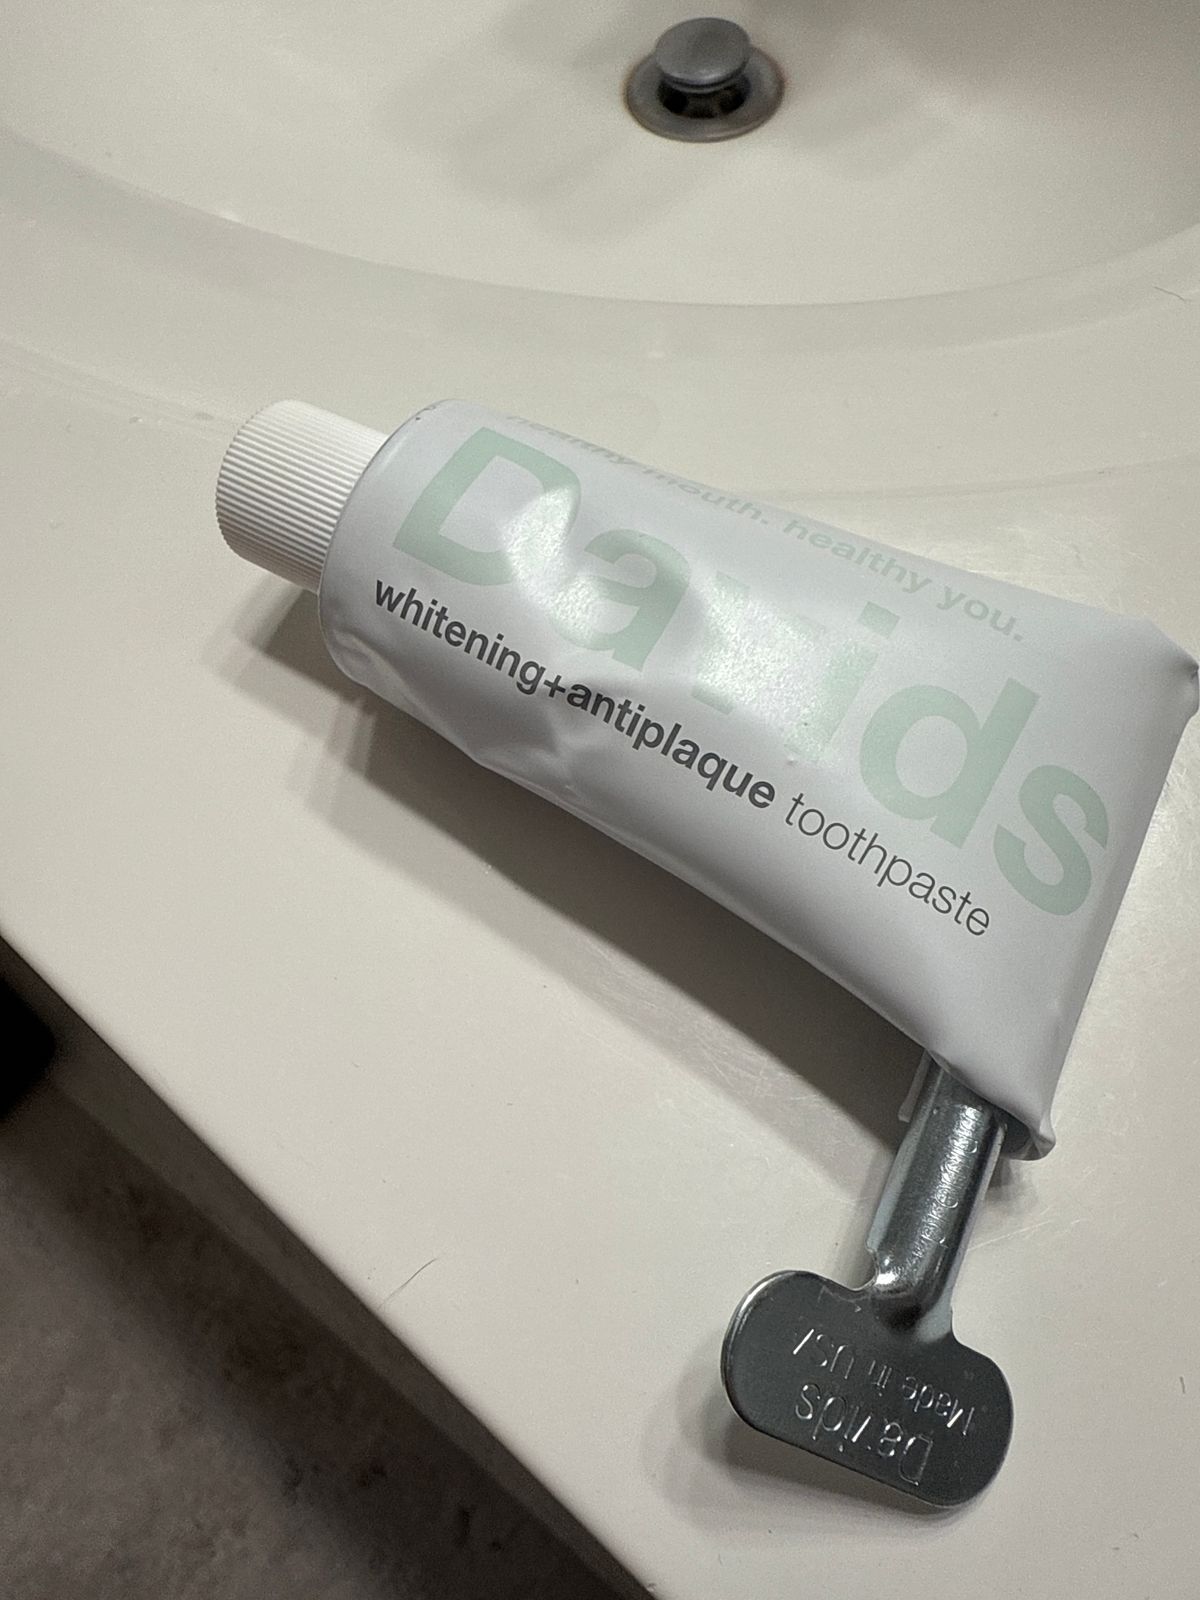 healthy mouth. healthy you.
Davids
whitening+antiplaque toothpaste
Davids
Made in USA